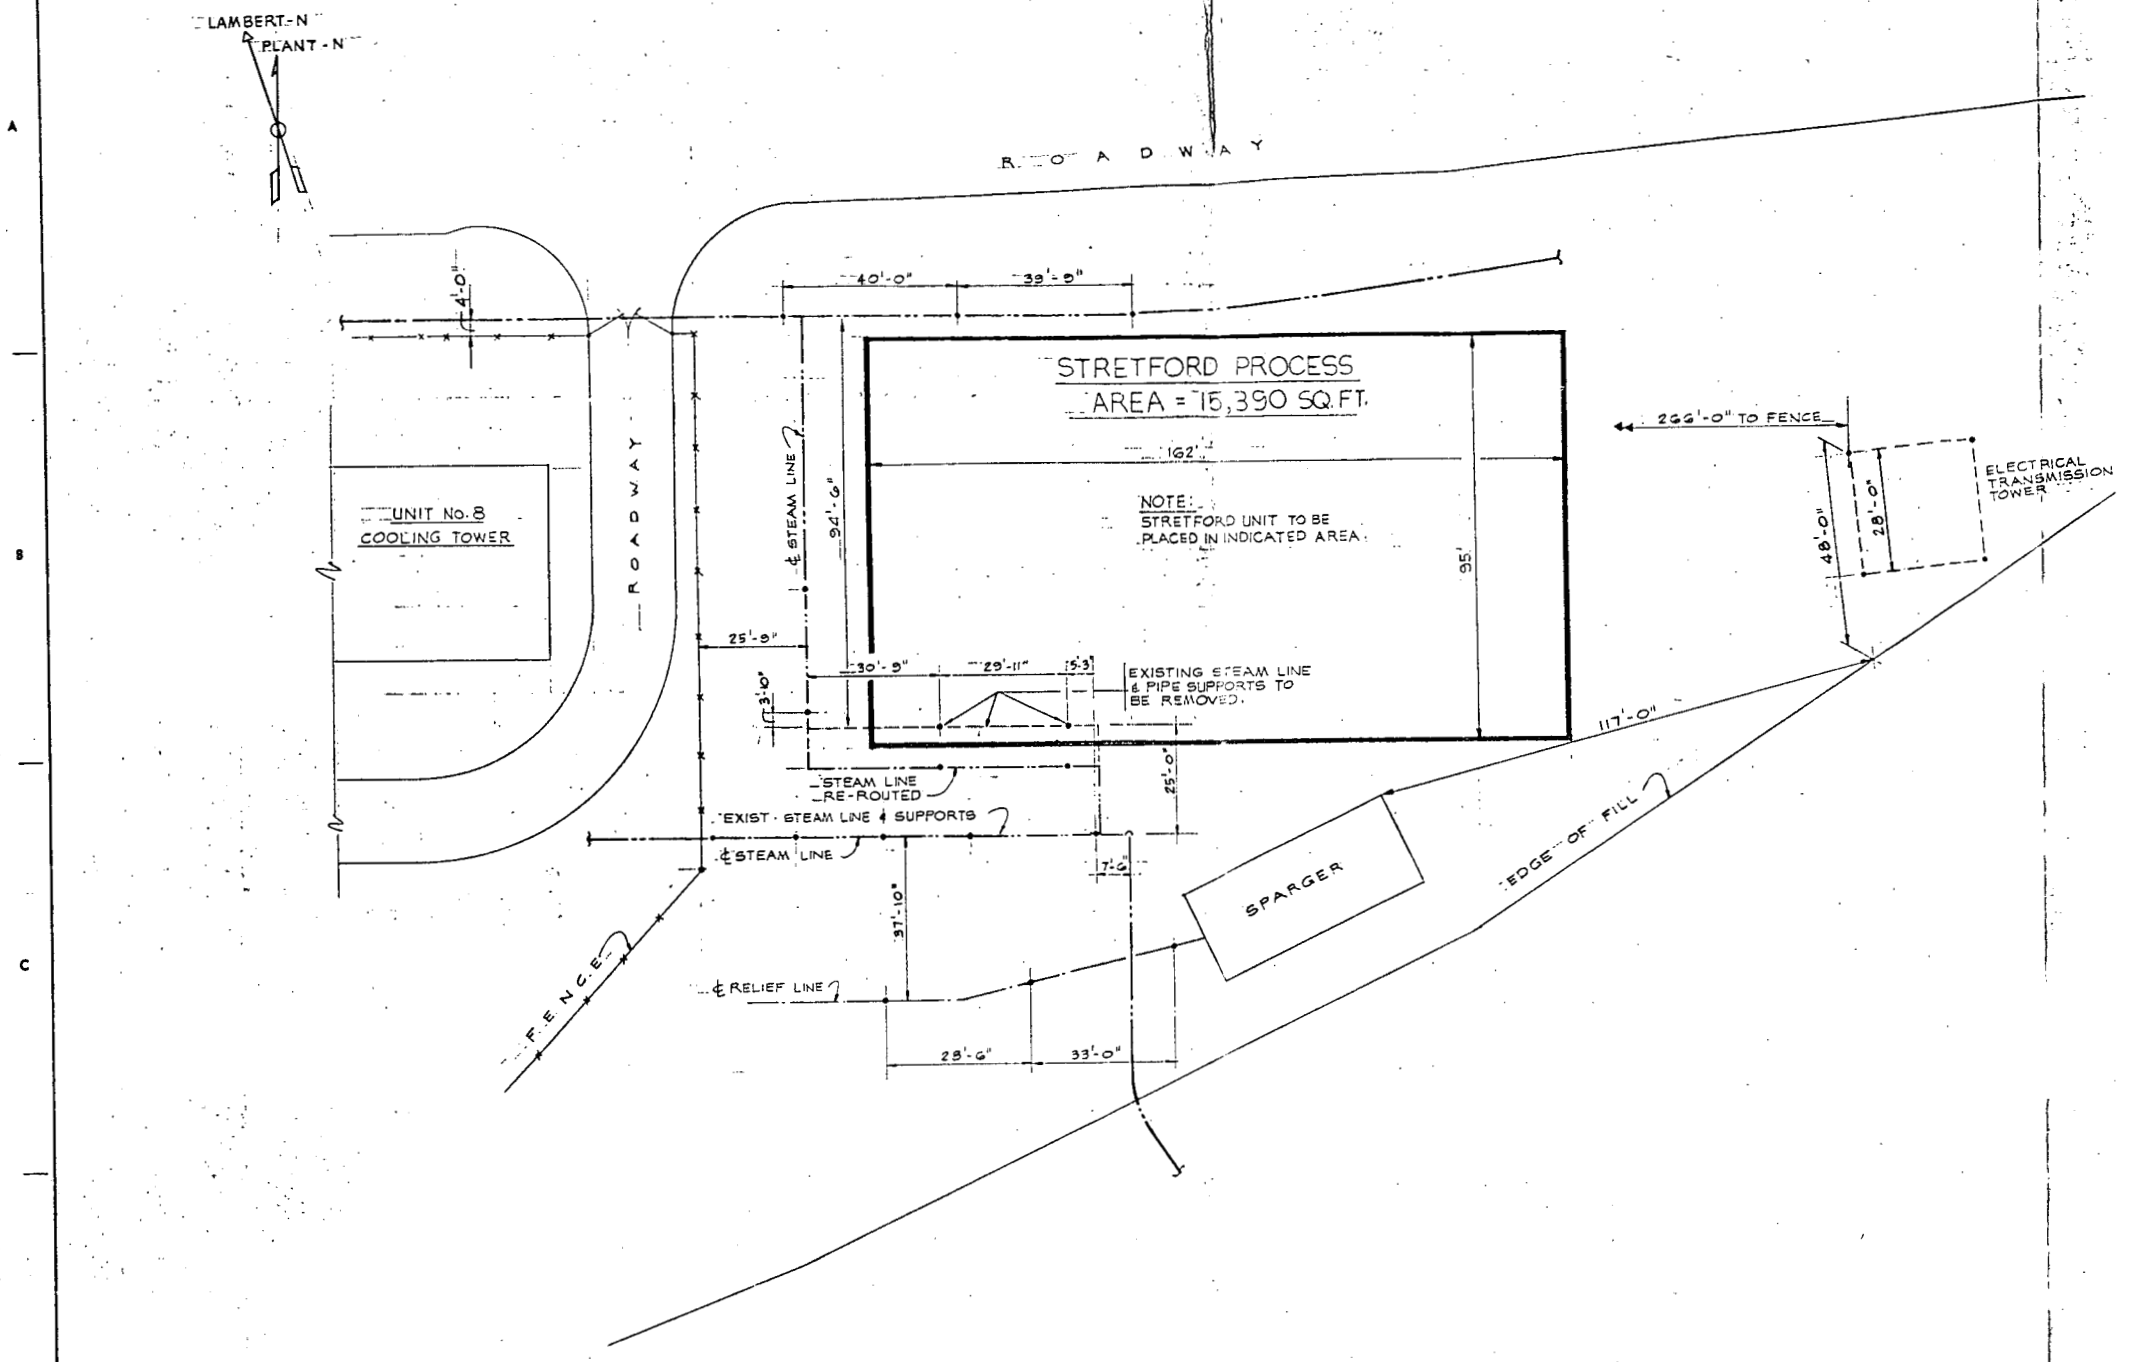 LAMBERT-N
PLANT-N
A
ROADWAY
4'-0"
40'-0"
39'-9"
STRETFORD PROCESS
AREA = 15,390 SQ.FT.
162'
266'-0" TO FENCE
ELECTRICAL
TRANSMISSION
TOWER
ROADWAY
℄ STEAM LINE
94'-6"
NOTE:
STRETFORD UNIT TO BE
PLACED IN INDICATED AREA.
UNIT No.8
COOLING TOWER
48'-0"
28'-0"
B
95'
25'-9"
30'-9"
29'-11"
5'-3"
EXISTING STEAM LINE
& PIPE SUPPORTS TO
BE REMOVED.
3'-10"
117'-0"
STEAM LINE
RE-ROUTED
25'-0"
EXIST. STEAM LINE & SUPPORTS
℄ STEAM LINE
7'-6"
EDGE OF FILL
SPARGER
37'-10"
C
FENCE
℄ RELIEF LINE
28'-6"
33'-0"